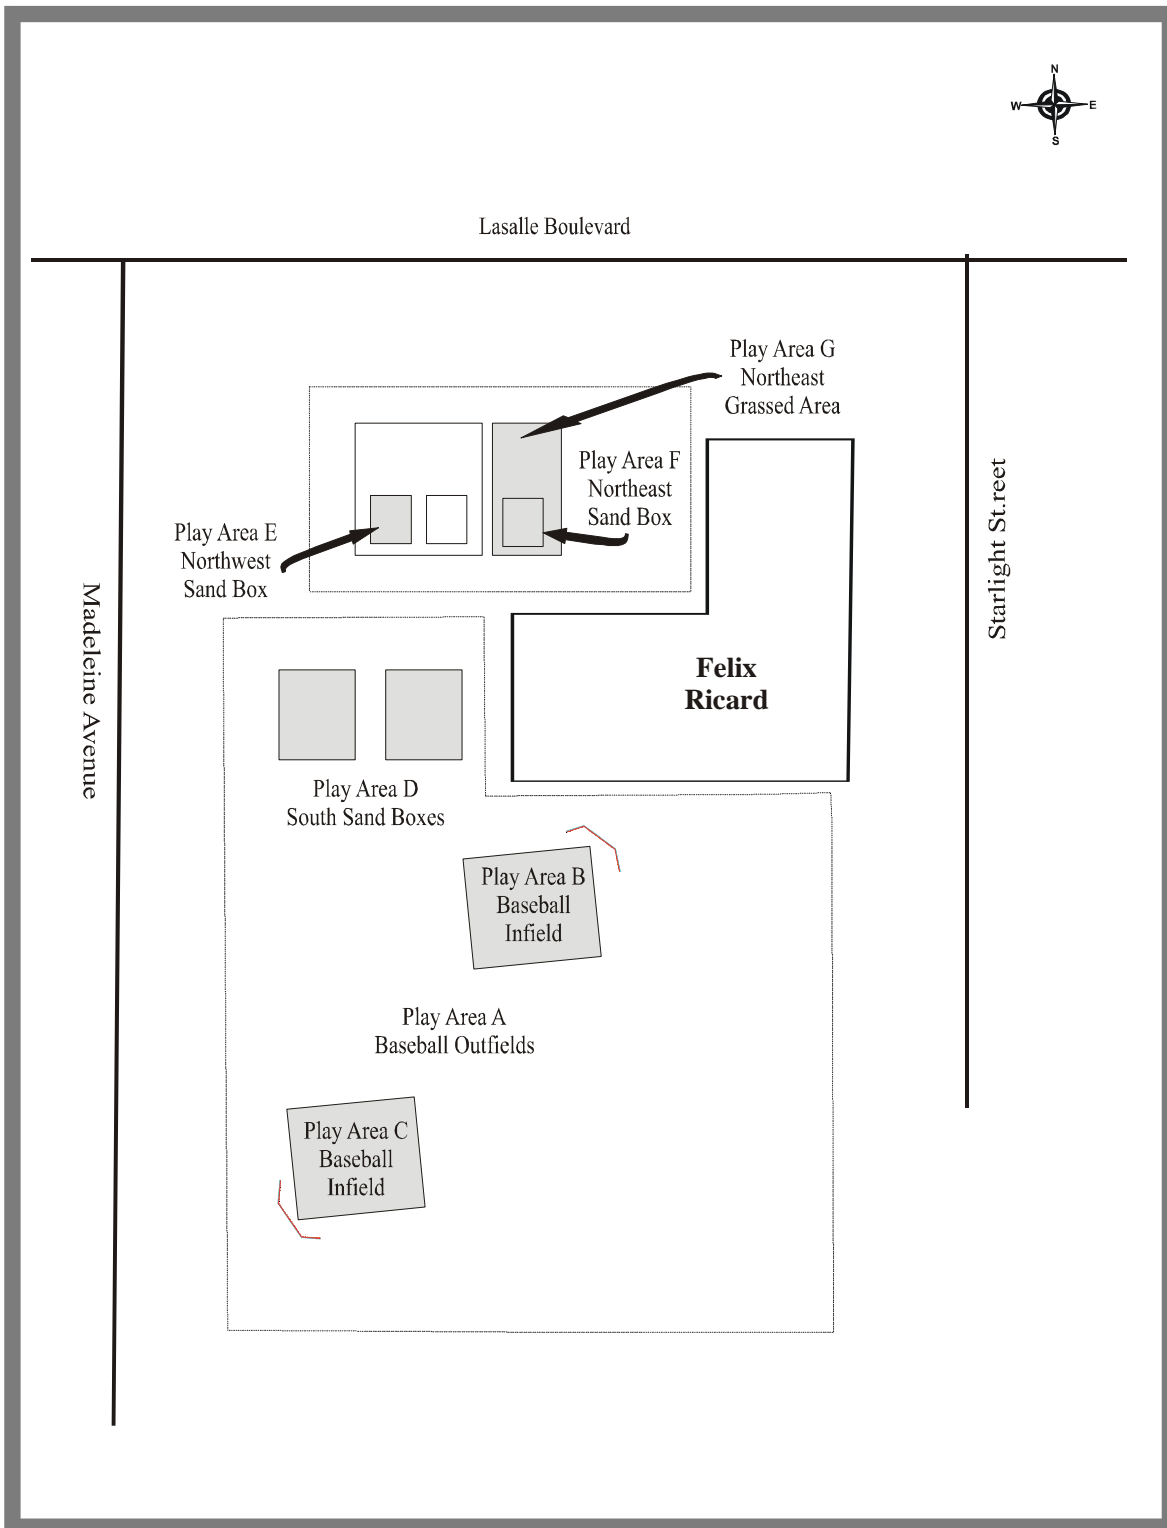 N
W E
S
Lasalle Boulevard
Play Area G
Northeast
Grassed Area
Play Area F
Northeast
Sand Box
Play Area E
Northwest
Sand Box
Madeleine Avenue
Starlight St.reet
Felix
Ricard
Play Area D
South Sand Boxes
Play Area B
Baseball
Infield
Play Area A
Baseball Outfields
Play Area C
Baseball
Infield